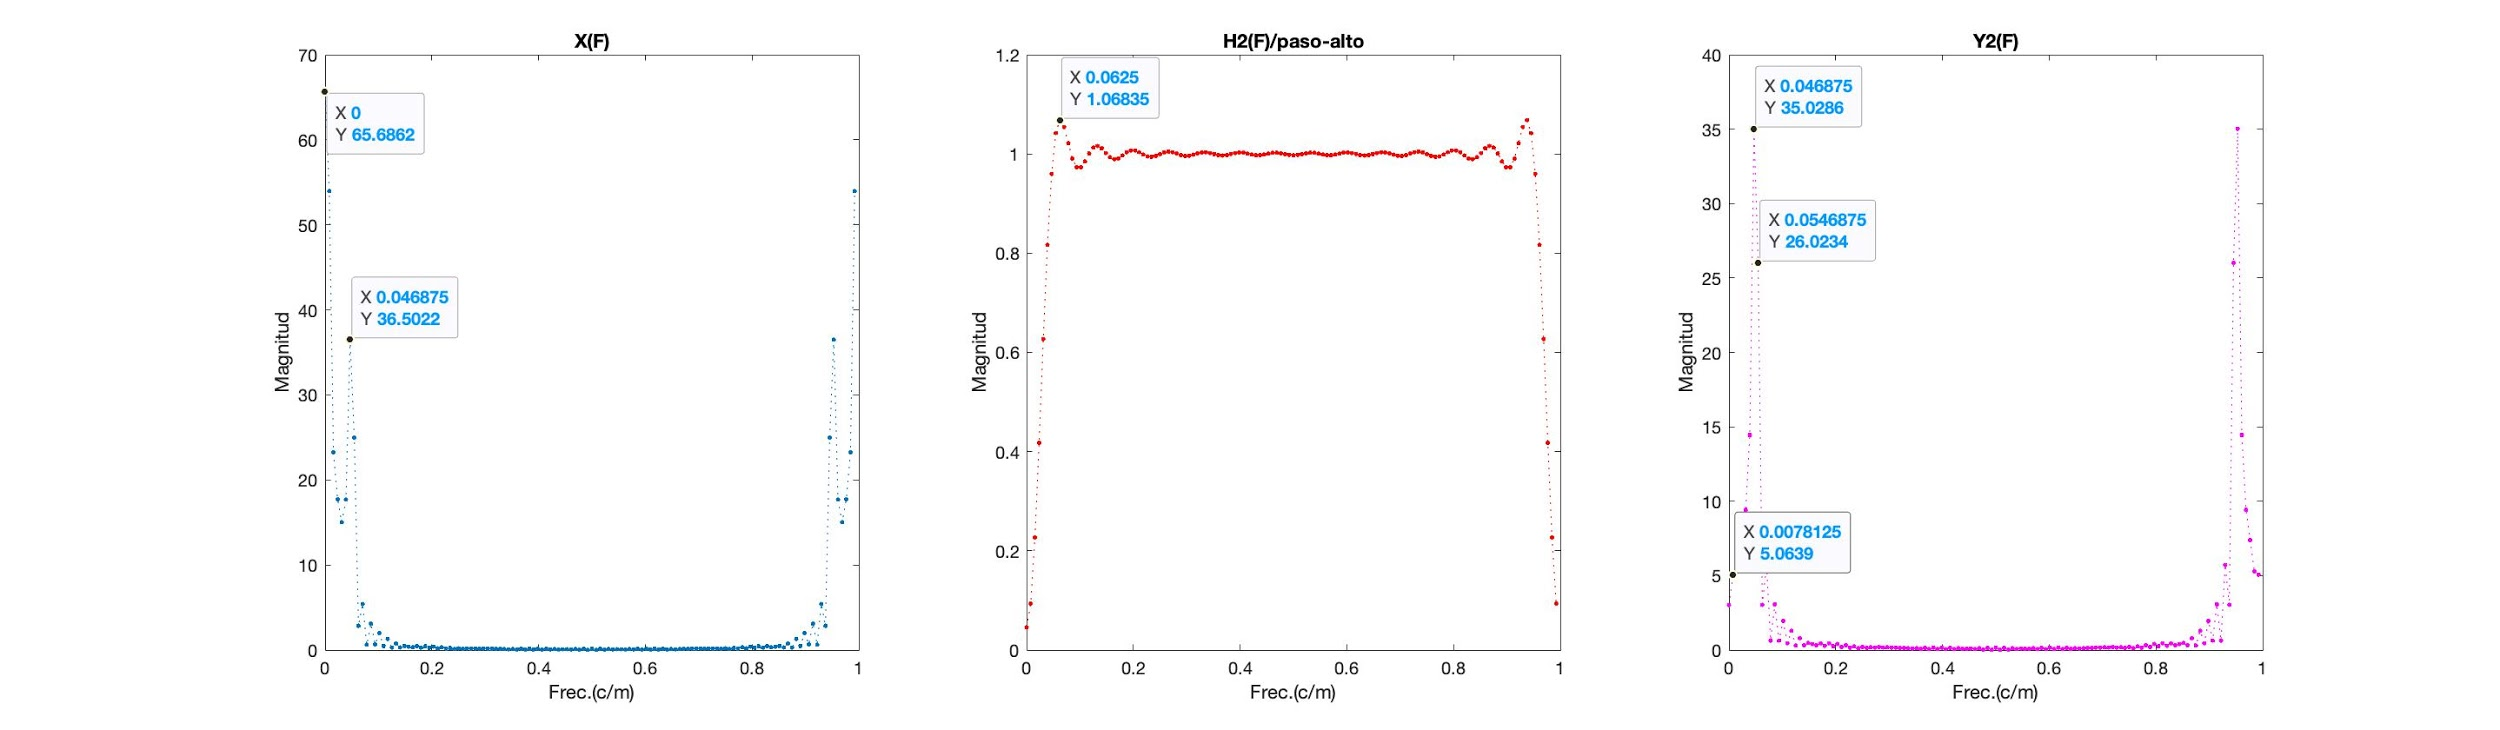 X(F)
70
60
50
40
30
20
10
0
X 0
Y 65.6862
X 0.046875
Y 36.5022
Magnitud
0 0.2 0.4 0.6 0.8 1
Frec.(c/m)
H2(F)/paso-alto
1.2
1
0.8
0.6
0.4
0.2
0
X 0.0625
Y 1.06835
Magnitud
0 0.2 0.4 0.6 0.8 1
Frec.(c/m)
Y2(F)
40
35
30
25
20
15
10
5
0
X 0.046875
Y 35.0286
X 0.0546875
Y 26.0234
X 0.0078125
Y 5.0639
Magnitud
0 0.2 0.4 0.6 0.8 1
Frec.(c/m)